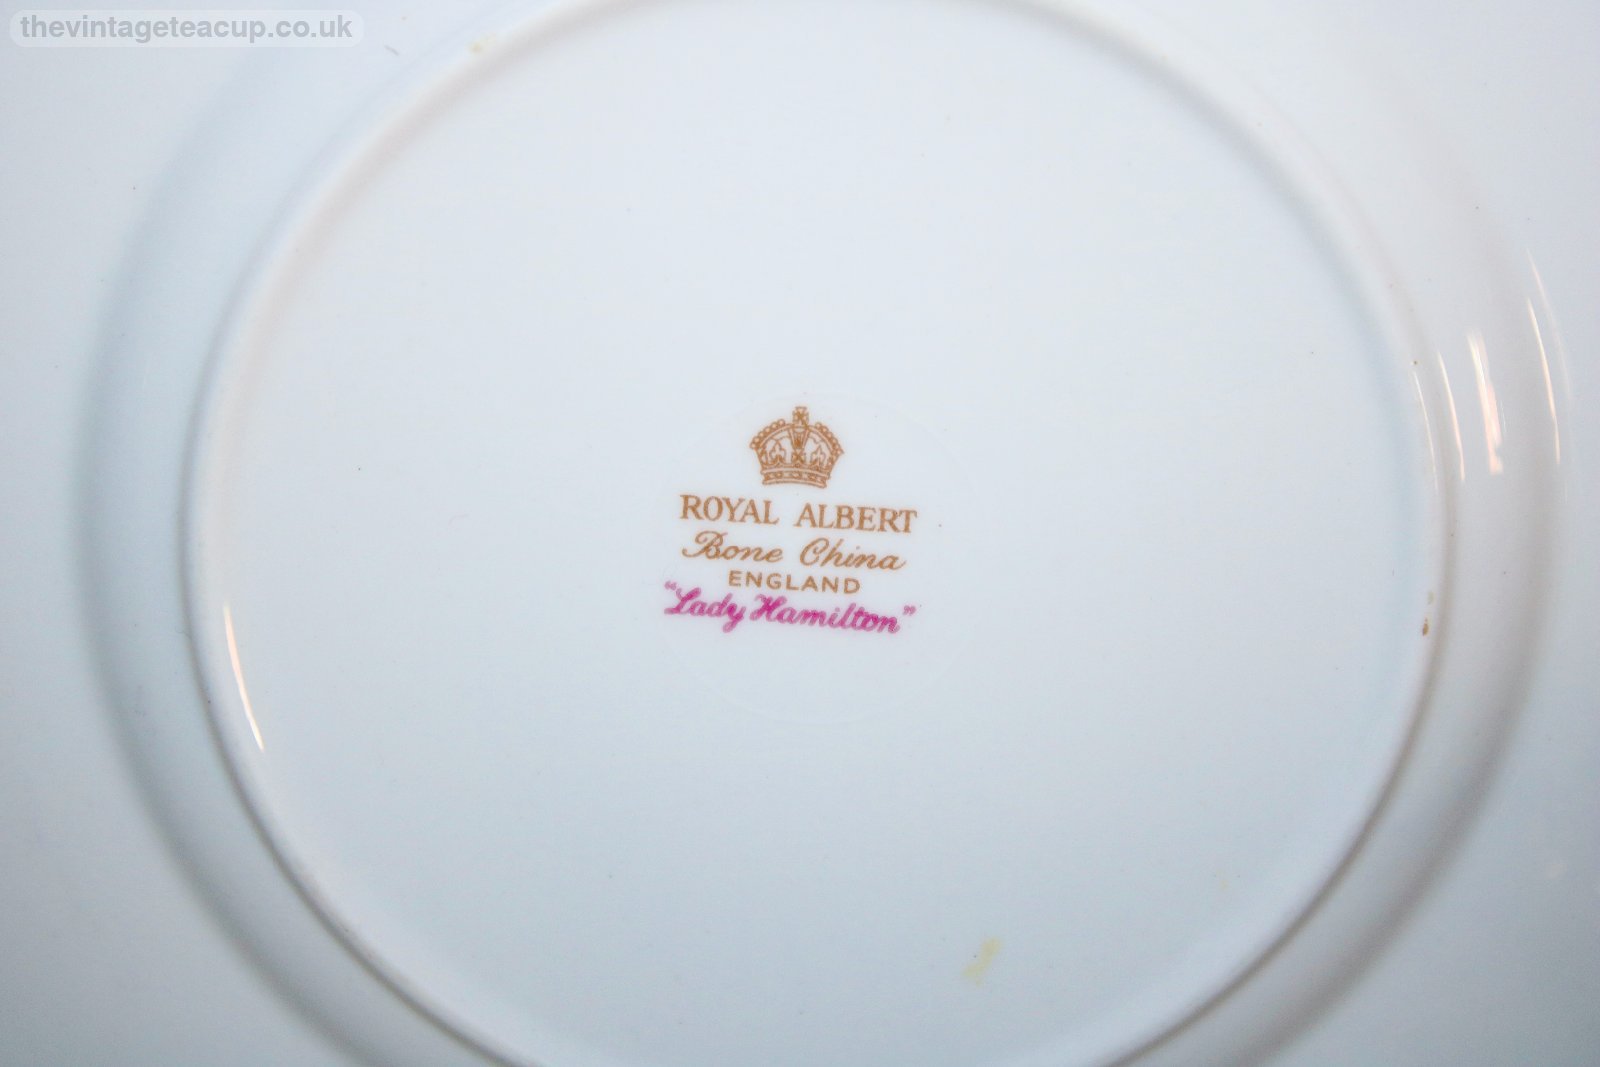 thevintageteacup.co.uk
ROYAL ALBERT
Bone China
ENGLAND
"Lady Hamilton"